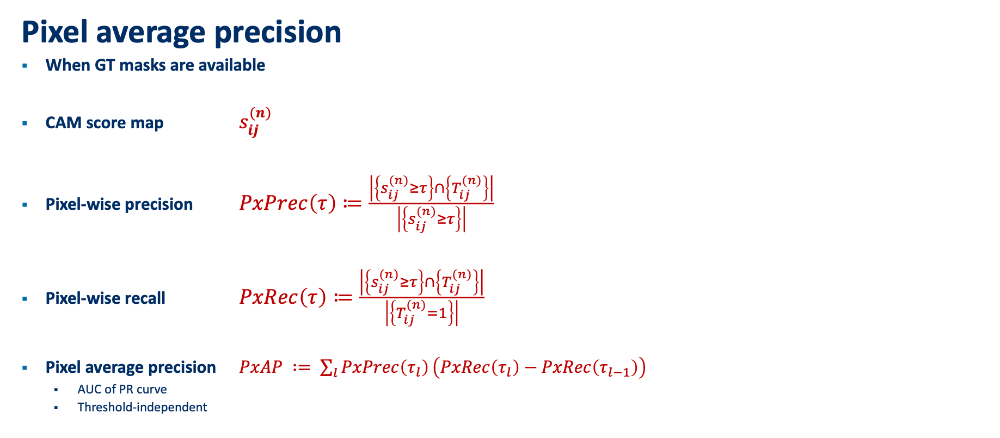 Pixel average precision
▪ When GT masks are available
▪ CAM score map $s_{ij}^{(n)}$
▪ Pixel-wise precision $PxPrec(\tau) := \frac{\left|\left\{s_{ij}^{(n)} \geq \tau\right\} \cap \left\{T_{ij}^{(n)}\right\}\right|}{\left|\left\{s_{ij}^{(n)} \geq \tau\right\}\right|}$
▪ Pixel-wise recall $PxRec(\tau) := \frac{\left|\left\{s_{ij}^{(n)} \geq \tau\right\} \cap \left\{T_{ij}^{(n)}\right\}\right|}{\left|\left\{T_{ij}^{(n)} = 1\right\}\right|}$
▪ Pixel average precision $PxAP := \sum_l PxPrec(\tau_l) \left(PxRec(\tau_l) - PxRec(\tau_{l-1})\right)$
▪ AUC of PR curve
▪ Threshold-independent